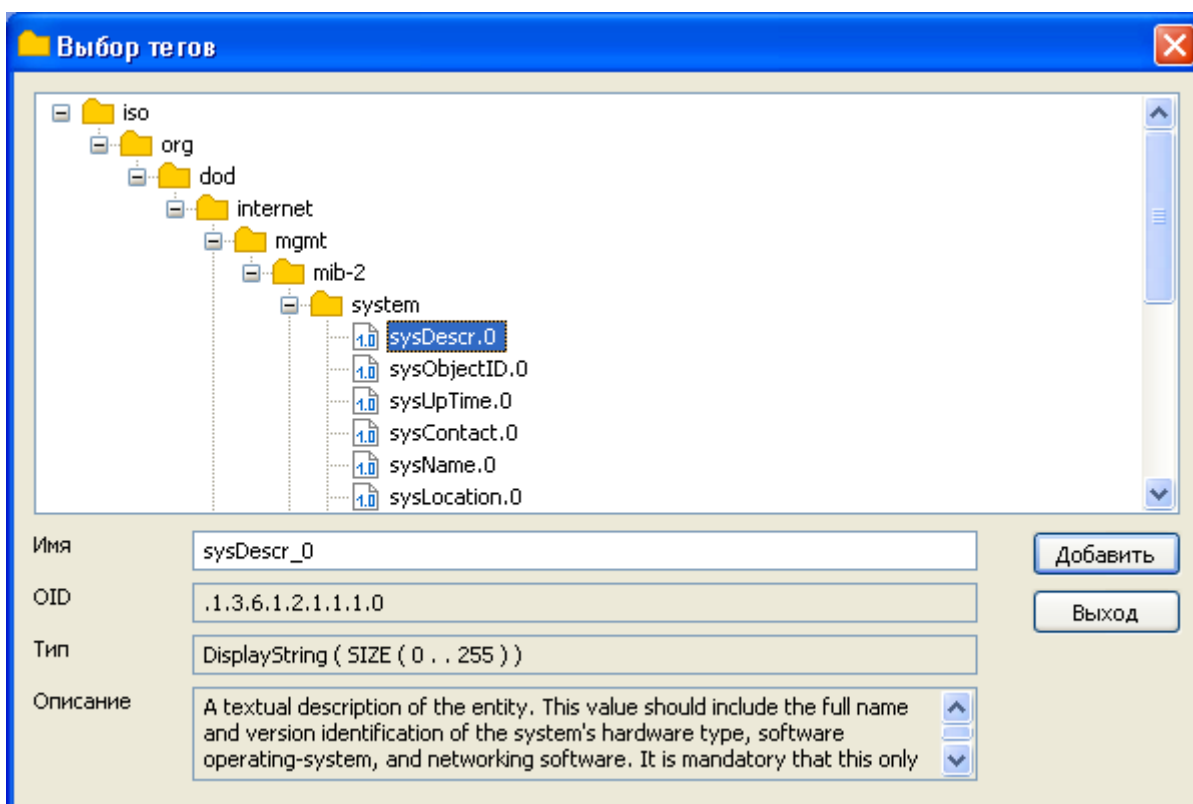 Выбор тегов
iso
org
dod
internet
mgmt
mib-2
system
sysDescr.0
sysObjectID.0
sysUpTime.0
sysContact.0
sysName.0
sysLocation.0
Имя
sysDescr_0
Добавить
OID
.1.3.6.1.2.1.1.1.0
Выход
Тип
DisplayString ( SIZE ( 0 . . 255 ) )
Описание
A textual description of the entity. This value should include the full name
and version identification of the system's hardware type, software
operating-system, and networking software. It is mandatory that this only